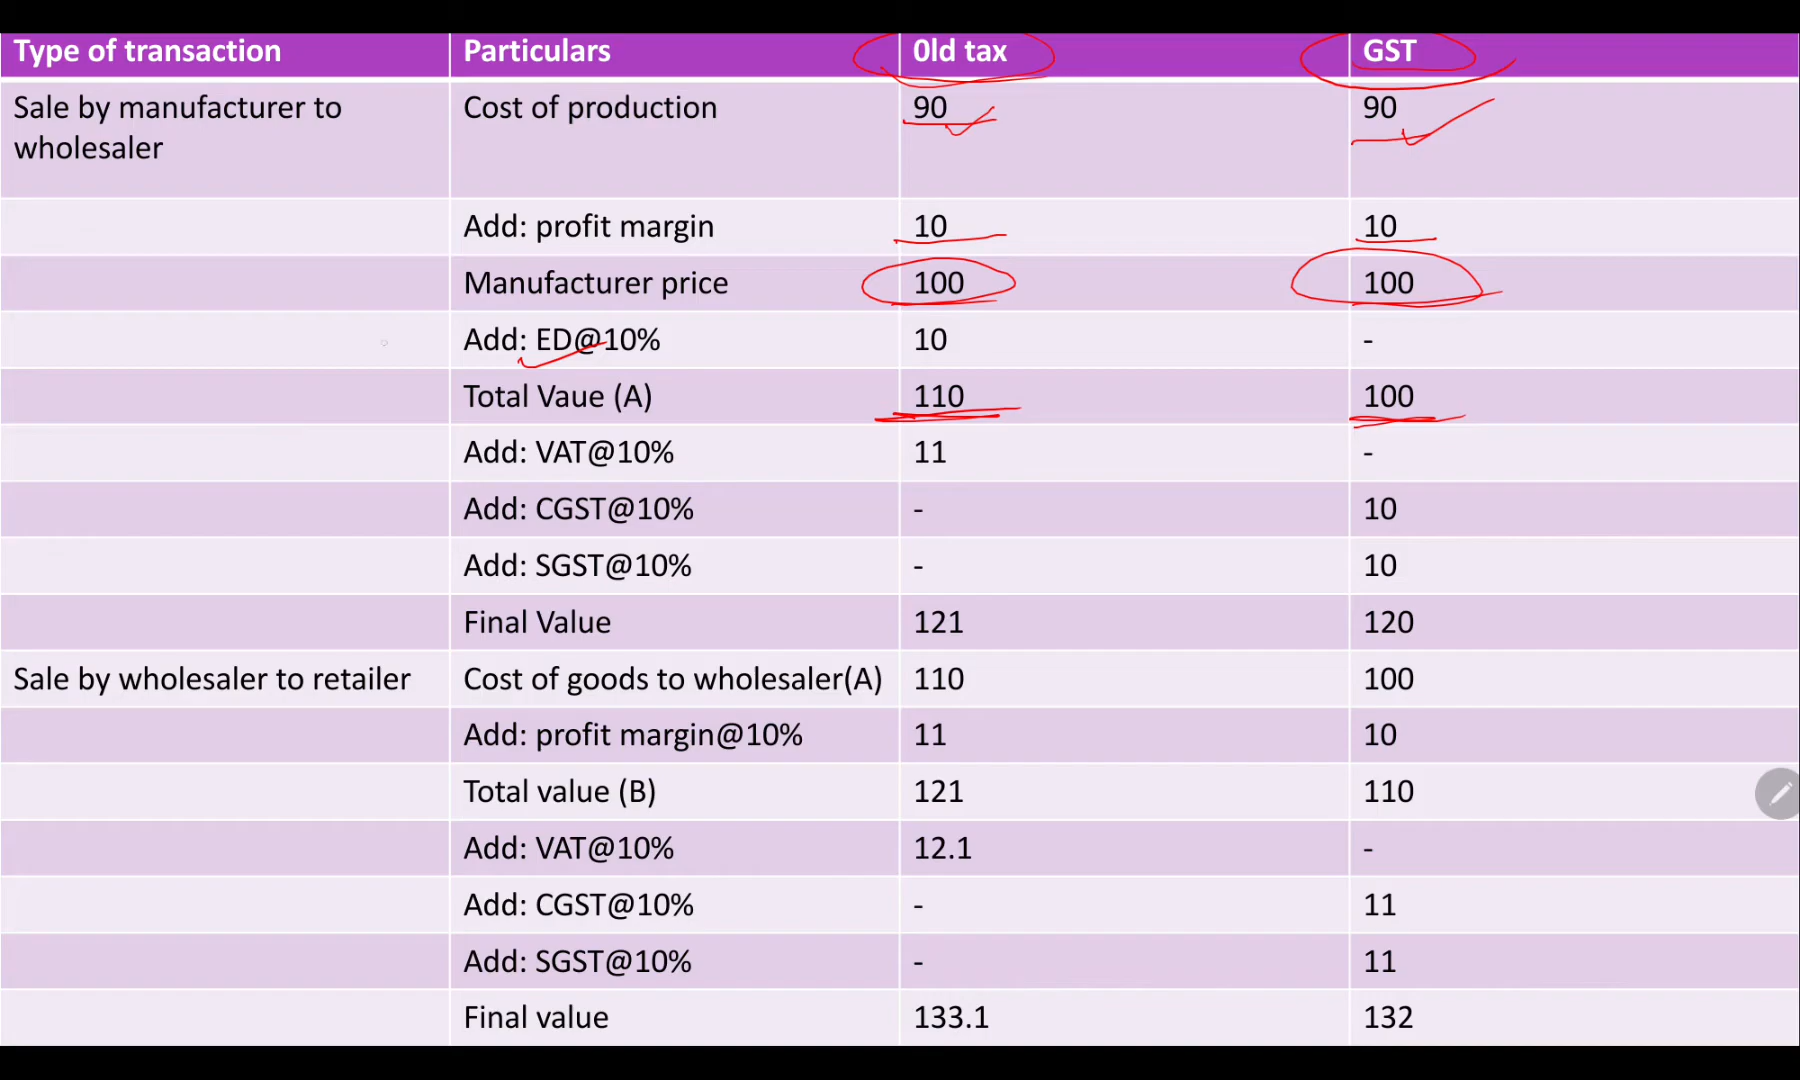 Type of transaction Particulars 0ld tax GST
Sale by manufacturer to Cost of production 90 90
wholesaler
Add: profit margin 10 10
Manufacturer price 100 100
Add: ED@10% 10 -
Total Vaue (A) 110 100
Add: VAT@10% 11 -
Add: CGST@10% - 10
Add: SGST@10% - 10
Final Value 121 120
Sale by wholesaler to retailer Cost of goods to wholesaler(A) 110 100
Add: profit margin@10% 11 10
Total value (B) 121 110
Add: VAT@10% 12.1 -
Add: CGST@10% - 11
Add: SGST@10% - 11
Final value 133.1 132